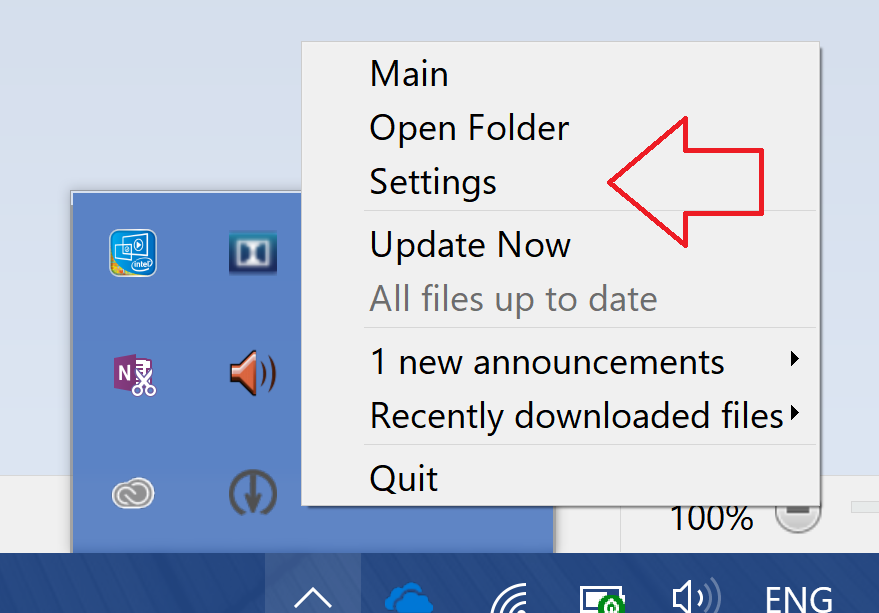 Main
Open Folder
Settings
Update Now
All files up to date
1 new announcements
Recently downloaded files
Quit
intel
N
100%
ENG